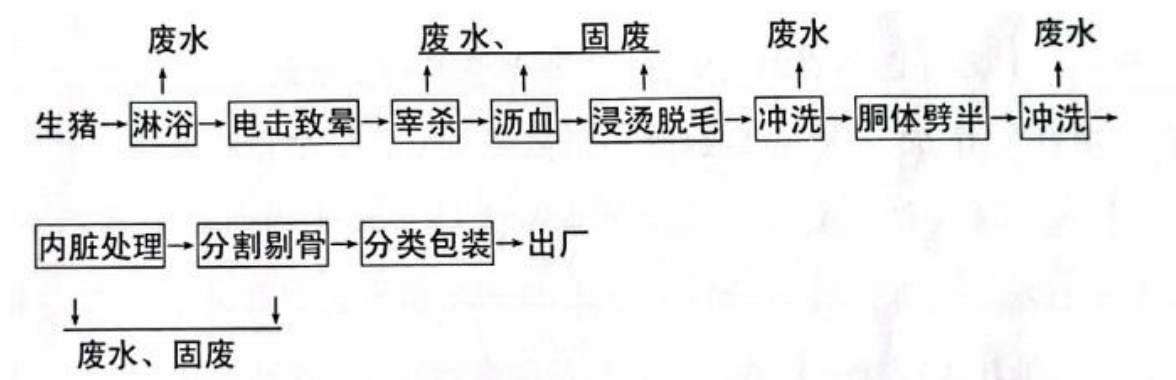 废水 废水、 固废 废水 废水
生猪→淋浴→电击致晕→宰杀→沥血→浸烫脱毛→冲洗→胴体劈半→冲洗→
内脏处理→分割剔骨→分类包装→出厂
废水、固废